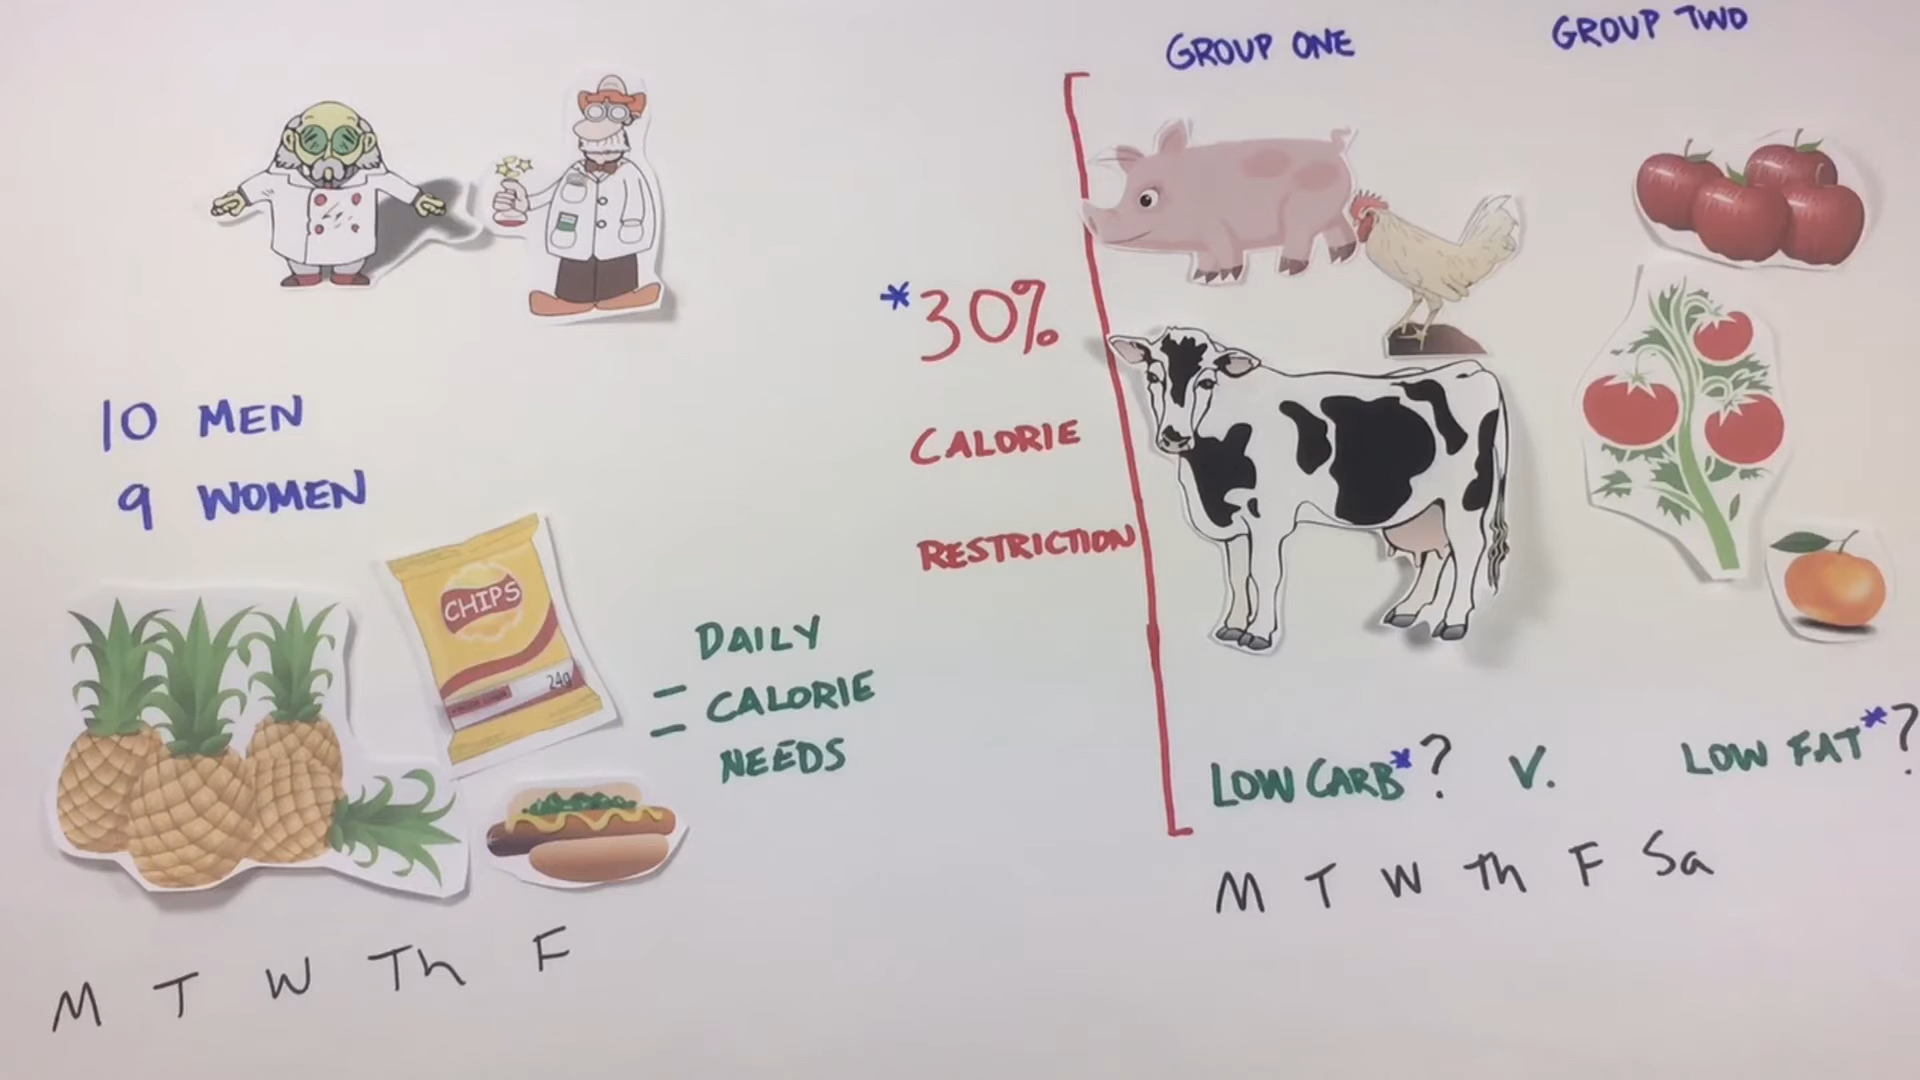 GROUP ONE
GROUP TWO
*30%
CALORIE
RESTRICTION
10 MEN
9 WOMEN
CHIPS
24g
= DAILY
CALORIE
NEEDS
LOW CARB*? V. LOW FAT*?
M T W Th F Sa
M T W Th F